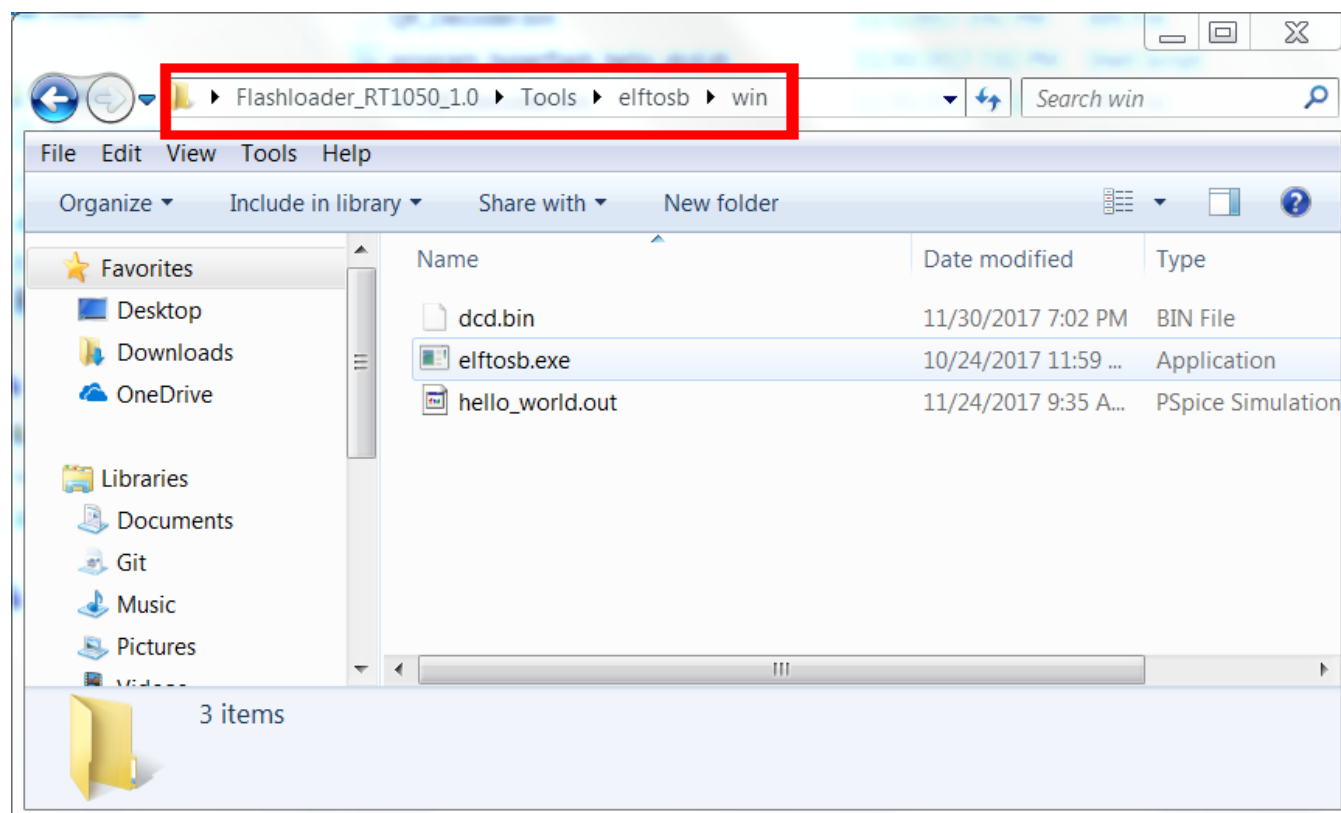 Flashloader_RT1050_1.0 Tools elftosb win
Search win
File Edit View Tools Help
Organize Include in library Share with New folder
Favorites
Desktop
Downloads
OneDrive
Libraries
Documents
Git
Music
Pictures
Name Date modified Type
dcd.bin 11/30/2017 7:02 PM BIN File
elftosb.exe 10/24/2017 11:59 ... Application
hello_world.out 11/24/2017 9:35 A... PSpice Simulation
3 items